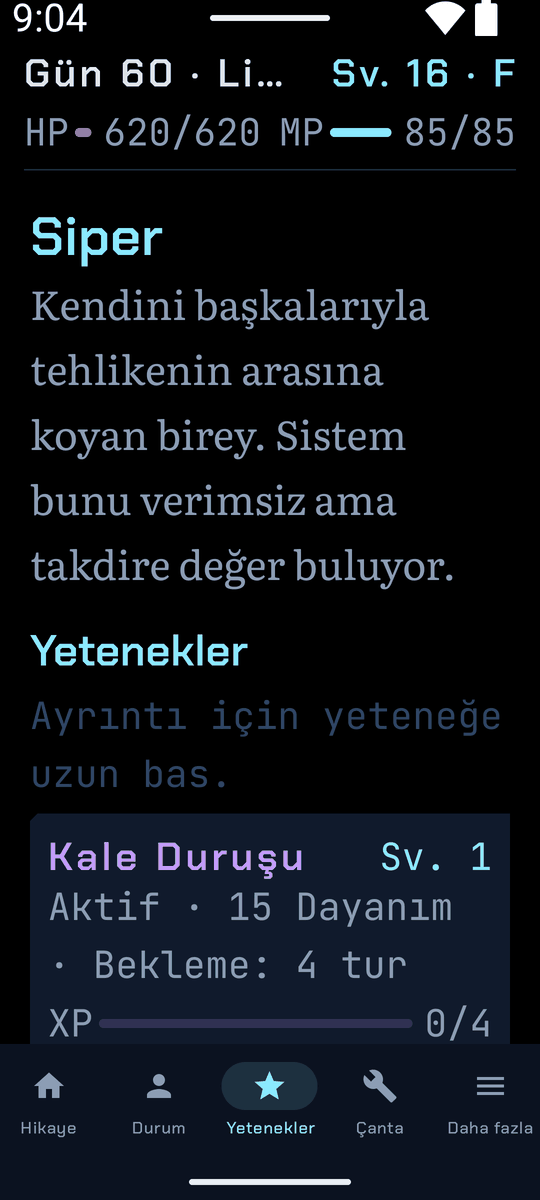 9:04
Gün 60 · Li… Sv. 16 · F
HP 620/620 MP 85/85
Siper
Kendini başkalarıyla
tehlikenin arasına
koyan birey. Sistem
bunu verimsiz ama
takdire değer buluyor.
Yetenekler
Ayrıntı için yeteneğe
uzun bas.
Kale Duruşu Sv. 1
Aktif · 15 Dayanım
· Bekleme: 4 tur
XP 0/4
Hikaye Durum Yetenekler Çanta Daha fazla